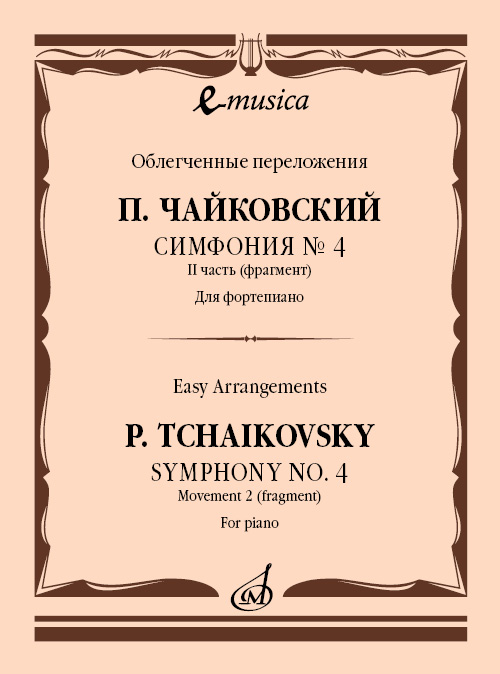 e-musica
Облегченные переложения
П. ЧАЙКОВСКИЙ
СИМФОНИЯ № 4
II часть (фрагмент)
Для фортепиано
Easy Arrangements
P. TCHAIKOVSKY
SYMPHONY NO. 4
Movement 2 (fragment)
For piano